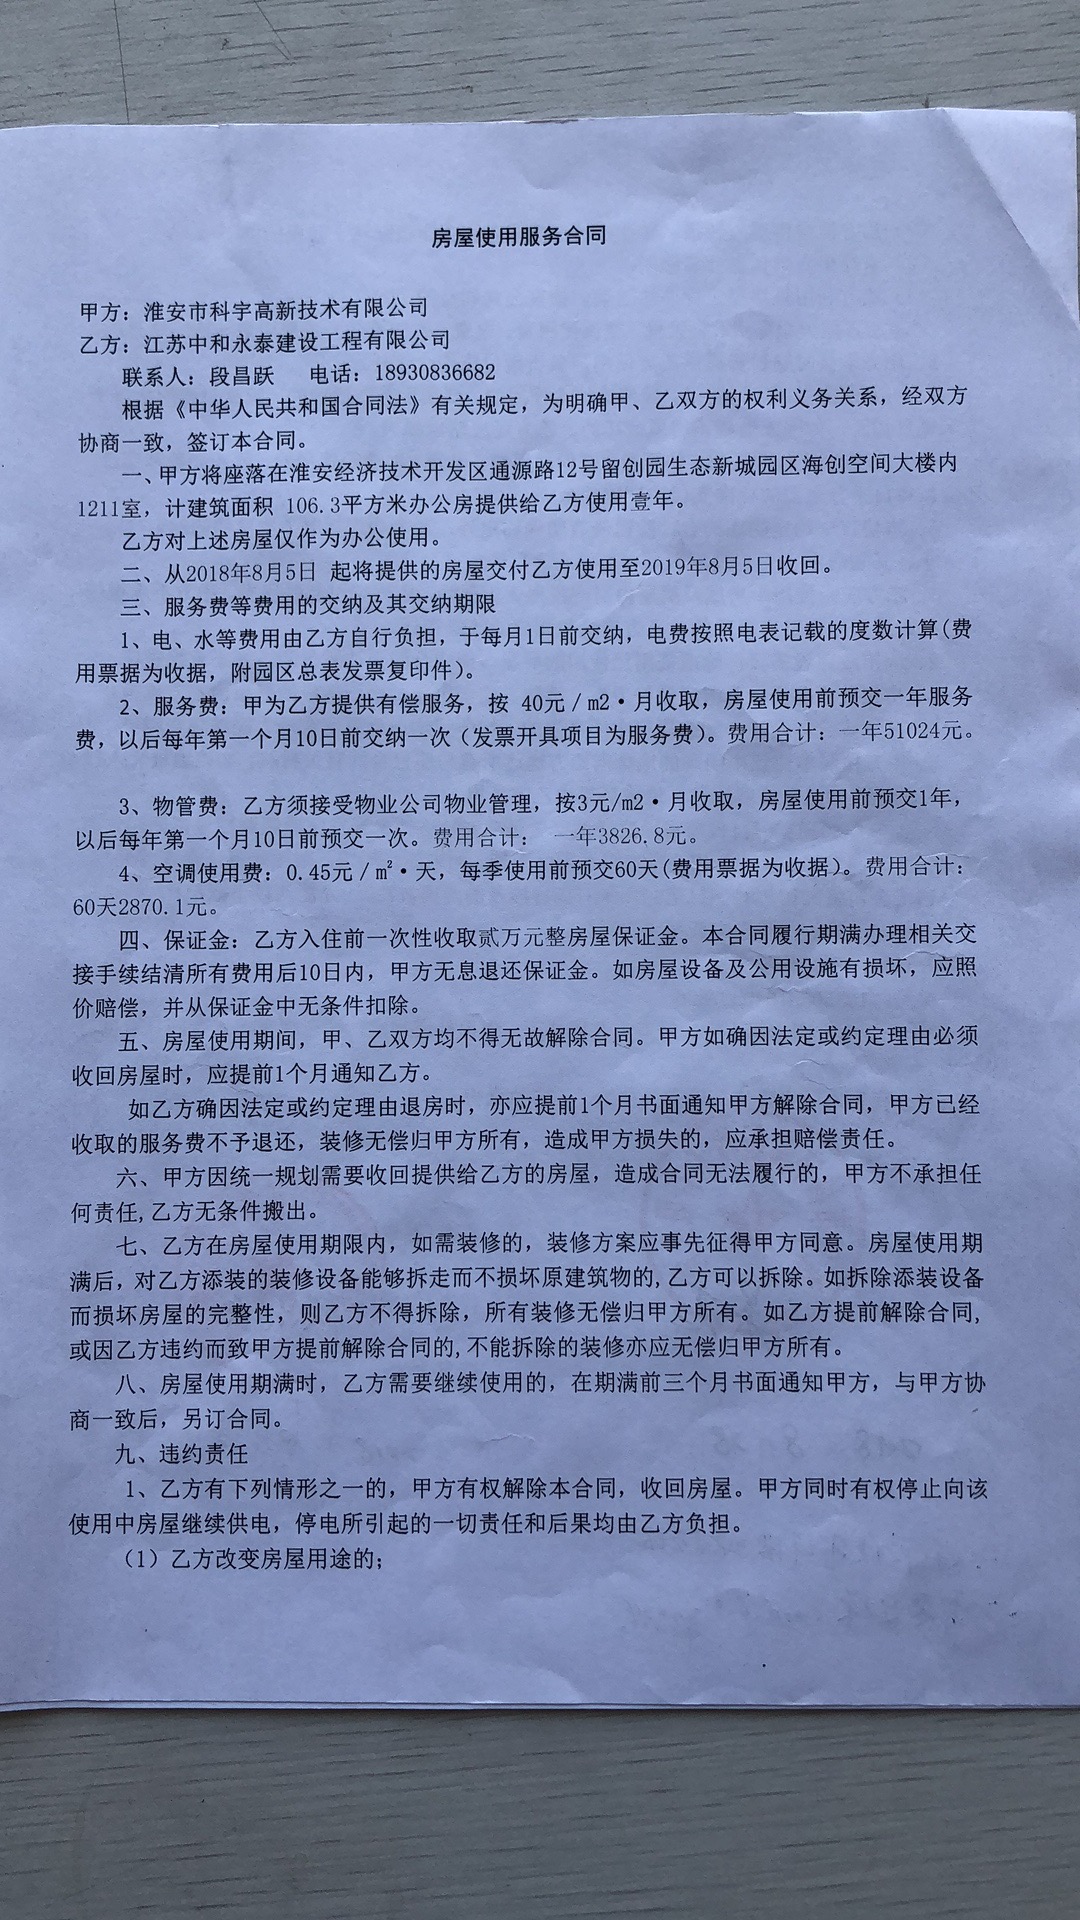 房屋使用服务合同
甲方：淮安市科宇高新技术有限公司
乙方：江苏中和永泰建设工程有限公司
联系人：段昌跃 电话：18930836682
根据《中华人民共和国合同法》有关规定，为明确甲、乙双方的权利义务关系，经双方
协商一致，签订本合同。
一、甲方将座落在淮安经济技术开发区通源路12号留创园生态新城园区海创空间大楼内
1211室，计建筑面积 106.3平方米办公房提供给乙方使用壹年。
乙方对上述房屋仅作为办公使用。
二、从2018年8月5日 起将提供的房屋交付乙方使用至2019年8月5日收回。
三、服务费等费用的交纳及其交纳期限
1、电、水等费用由乙方自行负担，于每月1日前交纳，电费按照电表记载的度数计算(费
用票据为收据，附园区总表发票复印件)。
2、服务费：甲为乙方提供有偿服务，按 40元／m2·月收取，房屋使用前预交一年服务
费，以后每年第一个月10日前交纳一次（发票开具项目为服务费）。费用合计：一年51024元。
3、物管费：乙方须接受物业公司物业管理，按3元/m2·月收取，房屋使用前预交1年，
以后每年第一个月10日前预交一次。费用合计： 一年3826.8元。
4、空调使用费：0.45元／㎡·天，每季使用前预交60天(费用票据为收据)。费用合计：
60天2870.1元。
四、保证金：乙方入住前一次性收取贰万元整房屋保证金。本合同履行期满办理相关交
接手续结清所有费用后10日内，甲方无息退还保证金。如房屋设备及公用设施有损坏，应照
价赔偿，并从保证金中无条件扣除。
五、房屋使用期间，甲、乙双方均不得无故解除合同。甲方如确因法定或约定理由必须
收回房屋时，应提前1个月通知乙方。
如乙方确因法定或约定理由退房时，亦应提前1个月书面通知甲方解除合同，甲方已经
收取的服务费不予退还，装修无偿归甲方所有，造成甲方损失的，应承担赔偿责任。
六、甲方因统一规划需要收回提供给乙方的房屋，造成合同无法履行的，甲方不承担任
何责任,乙方无条件搬出。
七、乙方在房屋使用期限内，如需装修的，装修方案应事先征得甲方同意。房屋使用期
满后，对乙方添装的装修设备能够拆走而不损坏原建筑物的,乙方可以拆除。如拆除添装设备
而损坏房屋的完整性，则乙方不得拆除，所有装修无偿归甲方所有。如乙方提前解除合同,
或因乙方违约而致甲方提前解除合同的,不能拆除的装修亦应无偿归甲方所有。
八、房屋使用期满时，乙方需要继续使用的，在期满前三个月书面通知甲方，与甲方协
商一致后，另订合同。
九、违约责任
1、乙方有下列情形之一的，甲方有权解除本合同，收回房屋。甲方同时有权停止向该
使用中房屋继续供电，停电所引起的一切责任和后果均由乙方负担。
（1）乙方改变房屋用途的；